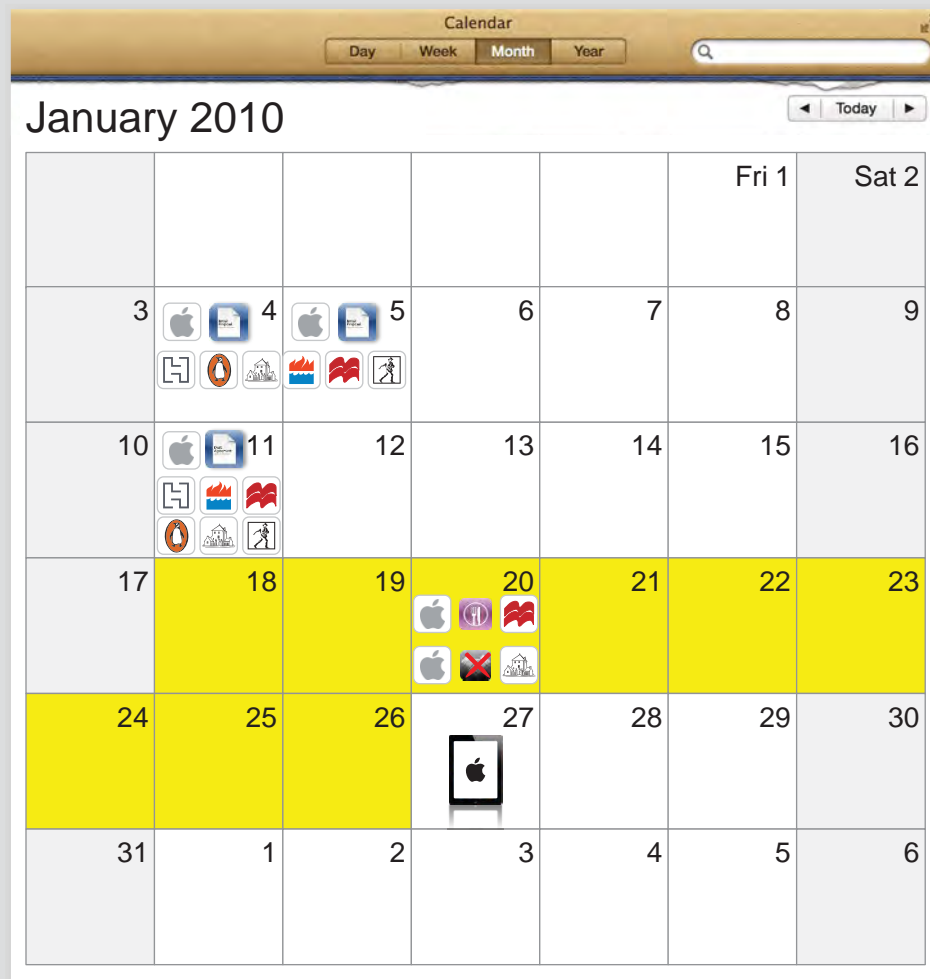 Calendar
Day Week Month Year
January 2010
Today
Fri 1 Sat 2
3 4 5 6 7 8 9
10 11 12 13 14 15 16
17 18 19 20 21 22 23
24 25 26 27 28 29 30
31 1 2 3 4 5 6